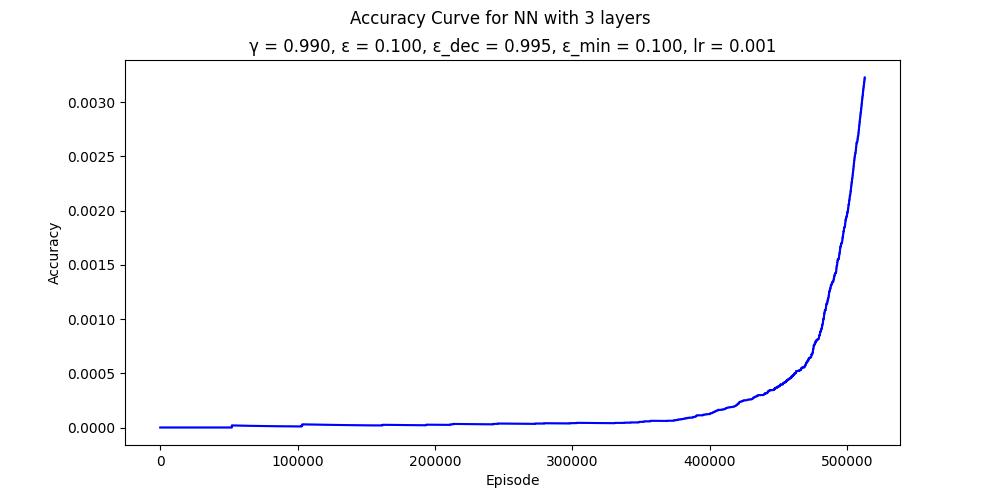 Accuracy Curve for NN with 3 layers
γ = 0.990, ε = 0.100, ε_dec = 0.995, ε_min = 0.100, lr = 0.001
0.0030
0.0025
0.0020
0.0015
0.0010
0.0005
0.0000
Accuracy
0 100000 200000 300000 400000 500000
Episode